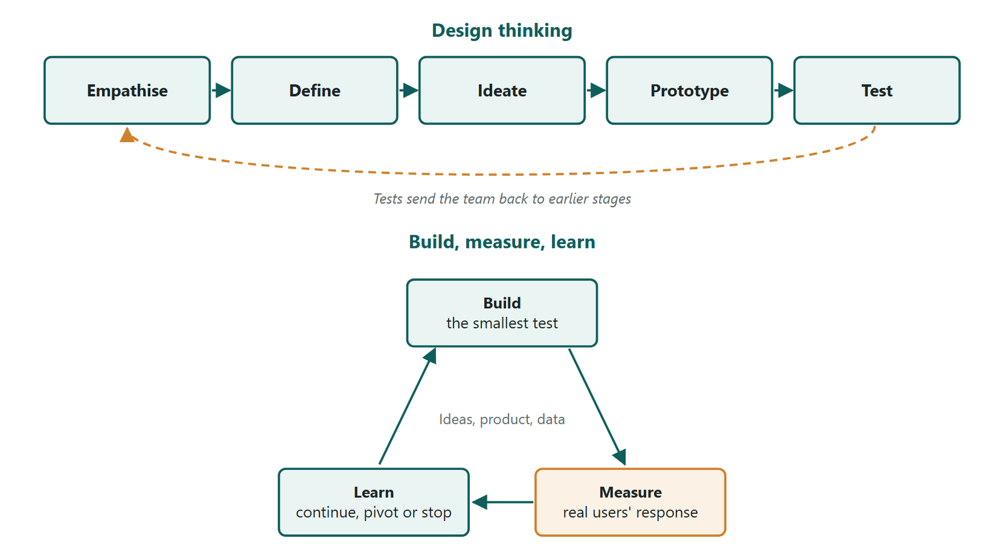 Design thinking
Empathise
Define
Ideate
Prototype
Test
Tests send the team back to earlier stages
Build, measure, learn
Build
the smallest test
Ideas, product, data
Learn
continue, pivot or stop
Measure
real users' response